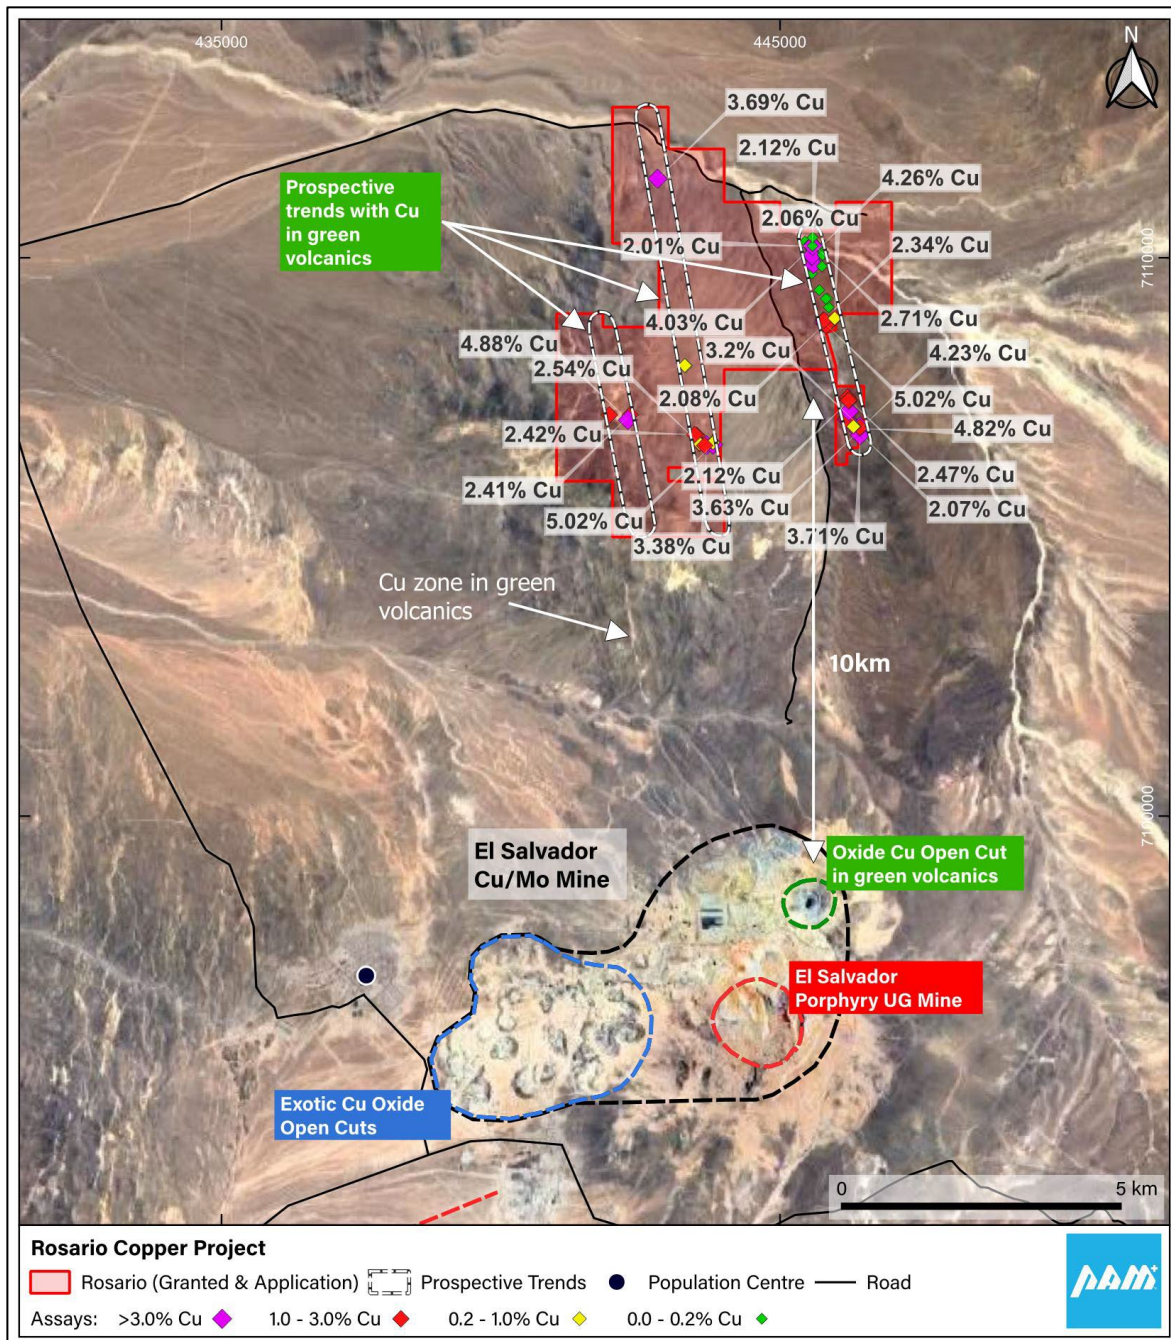 435000
445000
N
3.69% Cu
2.12% Cu
4.26% Cu
Prospective
trends with Cu
in green
volcanics
2.06% Cu
2.01% Cu
2.34% Cu
7110000
4.03% Cu
2.71% Cu
4.88% Cu
3.2% Cu
4.23% Cu
2.54% Cu
2.08% Cu
5.02% Cu
2.42% Cu
4.82% Cu
2.12% Cu
2.47% Cu
2.41% Cu
3.63% Cu
2.07% Cu
5.02% Cu
3.71% Cu
3.38% Cu
Cu zone in green
volcanics
10km
7100000
El Salvador
Cu/Mo Mine
Oxide Cu Open Cut
in green volcanics
El Salvador
Porphyry UG Mine
Exotic Cu Oxide
Open Cuts
0 5 km
Rosario Copper Project
Rosario (Granted & Application) Prospective Trends Population Centre Road
Assays: >3.0% Cu 1.0 - 3.0% Cu 0.2 - 1.0% Cu 0.0 - 0.2% Cu
PAM